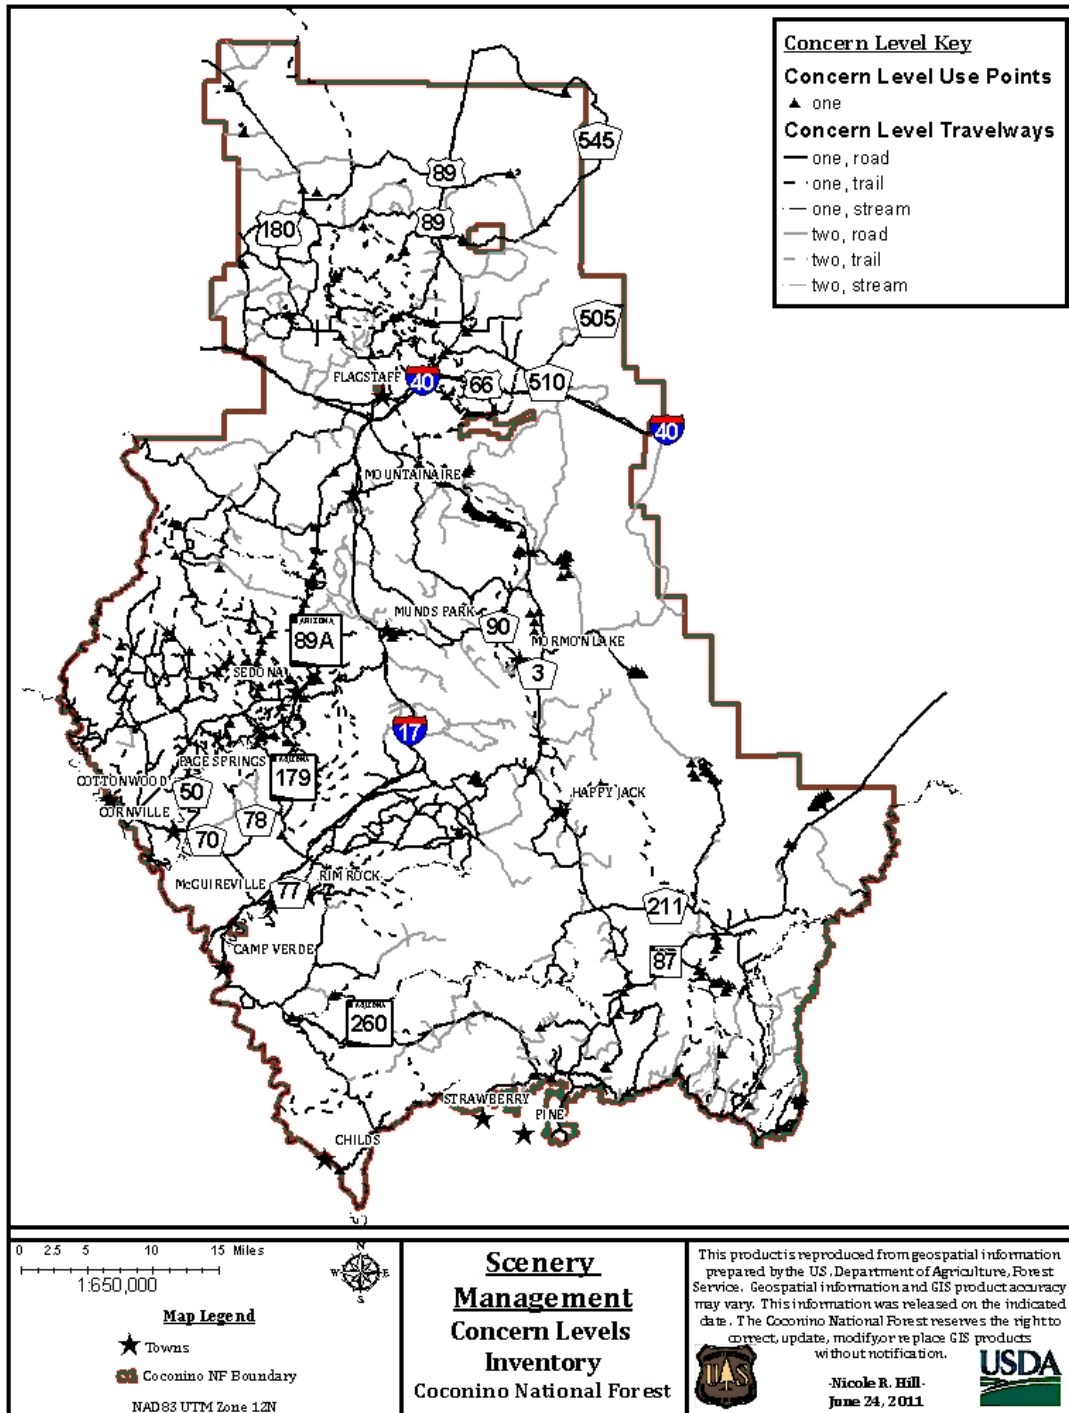 Concern Level Key
Concern Level Use Points
one
Concern Level Travelways
one, road
one, trail
one, stream
two, road
two, trail
two, stream
545
89
89
180
505
FLAGSTAFF
40
66
510
40
MOUNTAINAIRE
MUNDS PARK
90
ARIZONA
89A
MORMON LAKE
SEDONA
3
17
PAGE SPRINGS
ARIZONA
179
COTTONWOOD
50
CORNVILLE
HAPPY JACK
78
70
McGUIREVILLE
RIM ROCK
77
211
CAMP VERDE
87
ARIZONA
260
STRAWBERRY
PINE
CHILDS
0 2.5 5 10 15 Miles
1:650,000
N
W E
S
Map Legend
Towns
Coconino NF Boundary
NAD83 UTM Zone 12N
Scenery
Management
Concern Levels
Inventory
Coconino National Forest
This product is reproduced from geospatial information
prepared by the US. Department of Agriculture, Forest
Service. Geospatial information and GIS product accuracy
may vary. This information was released on the indicated
date. The Coconino National Forest reserves the right to
correct, update, modify,or replace GIS products
without notification.
-Nicole R. Hill-
June 24, 2011
U S
USDA